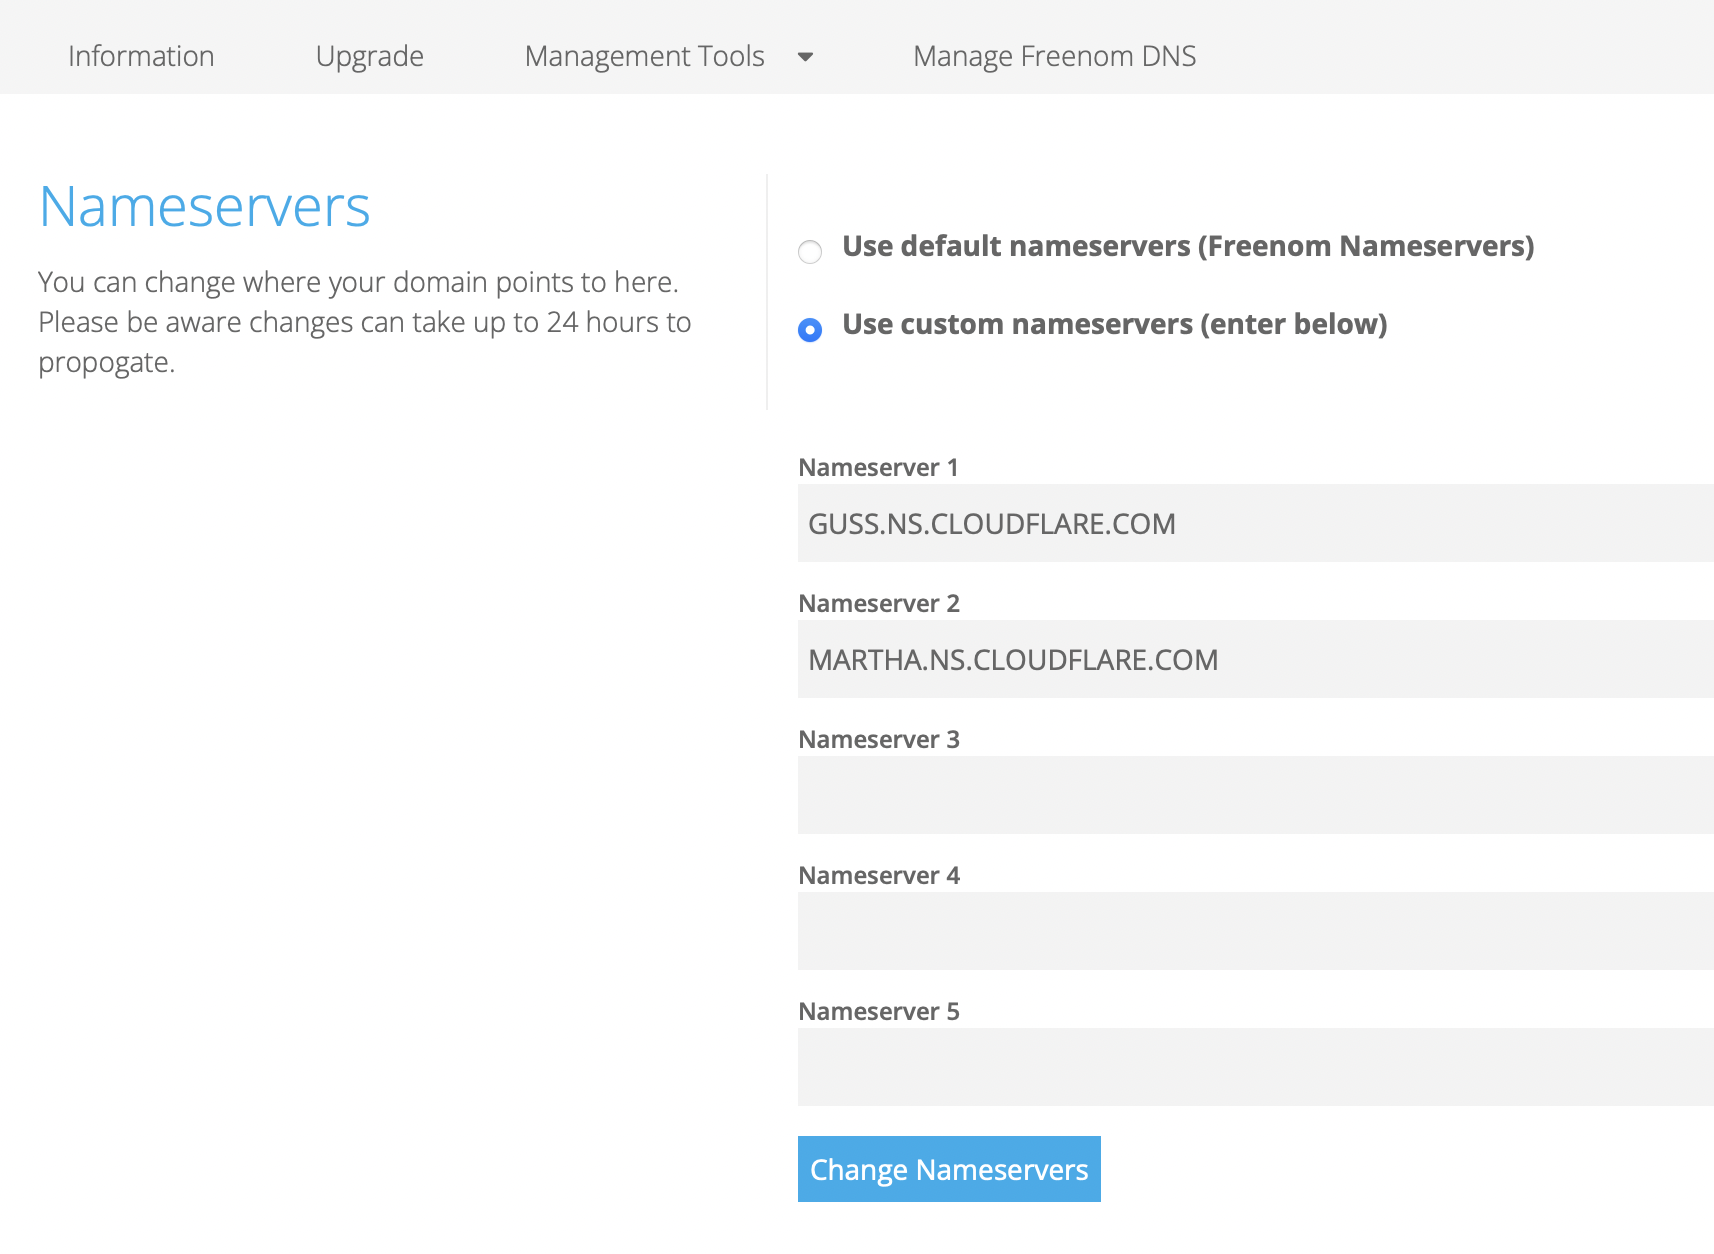 Information Upgrade Management Tools Manage Freenom DNS
Nameservers
You can change where your domain points to here.
Please be aware changes can take up to 24 hours to
propogate.
Use default nameservers (Freenom Nameservers)
Use custom nameservers (enter below)
Nameserver 1
GUSS.NS.CLOUDFLARE.COM
Nameserver 2
MARTHA.NS.CLOUDFLARE.COM
Nameserver 3
Nameserver 4
Nameserver 5
Change Nameservers